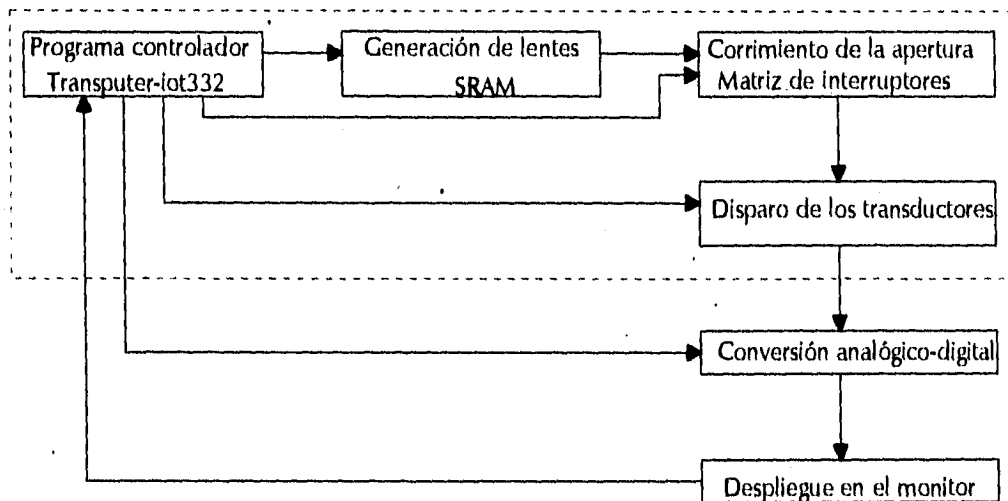 Programa controlador
Transputer-iot332
Generación de lentes
SRAM
Corrimiento de la apertura
Matriz de interruptores
Disparo de los transductores
Conversión analógico-digital
Despliegue en el monitor